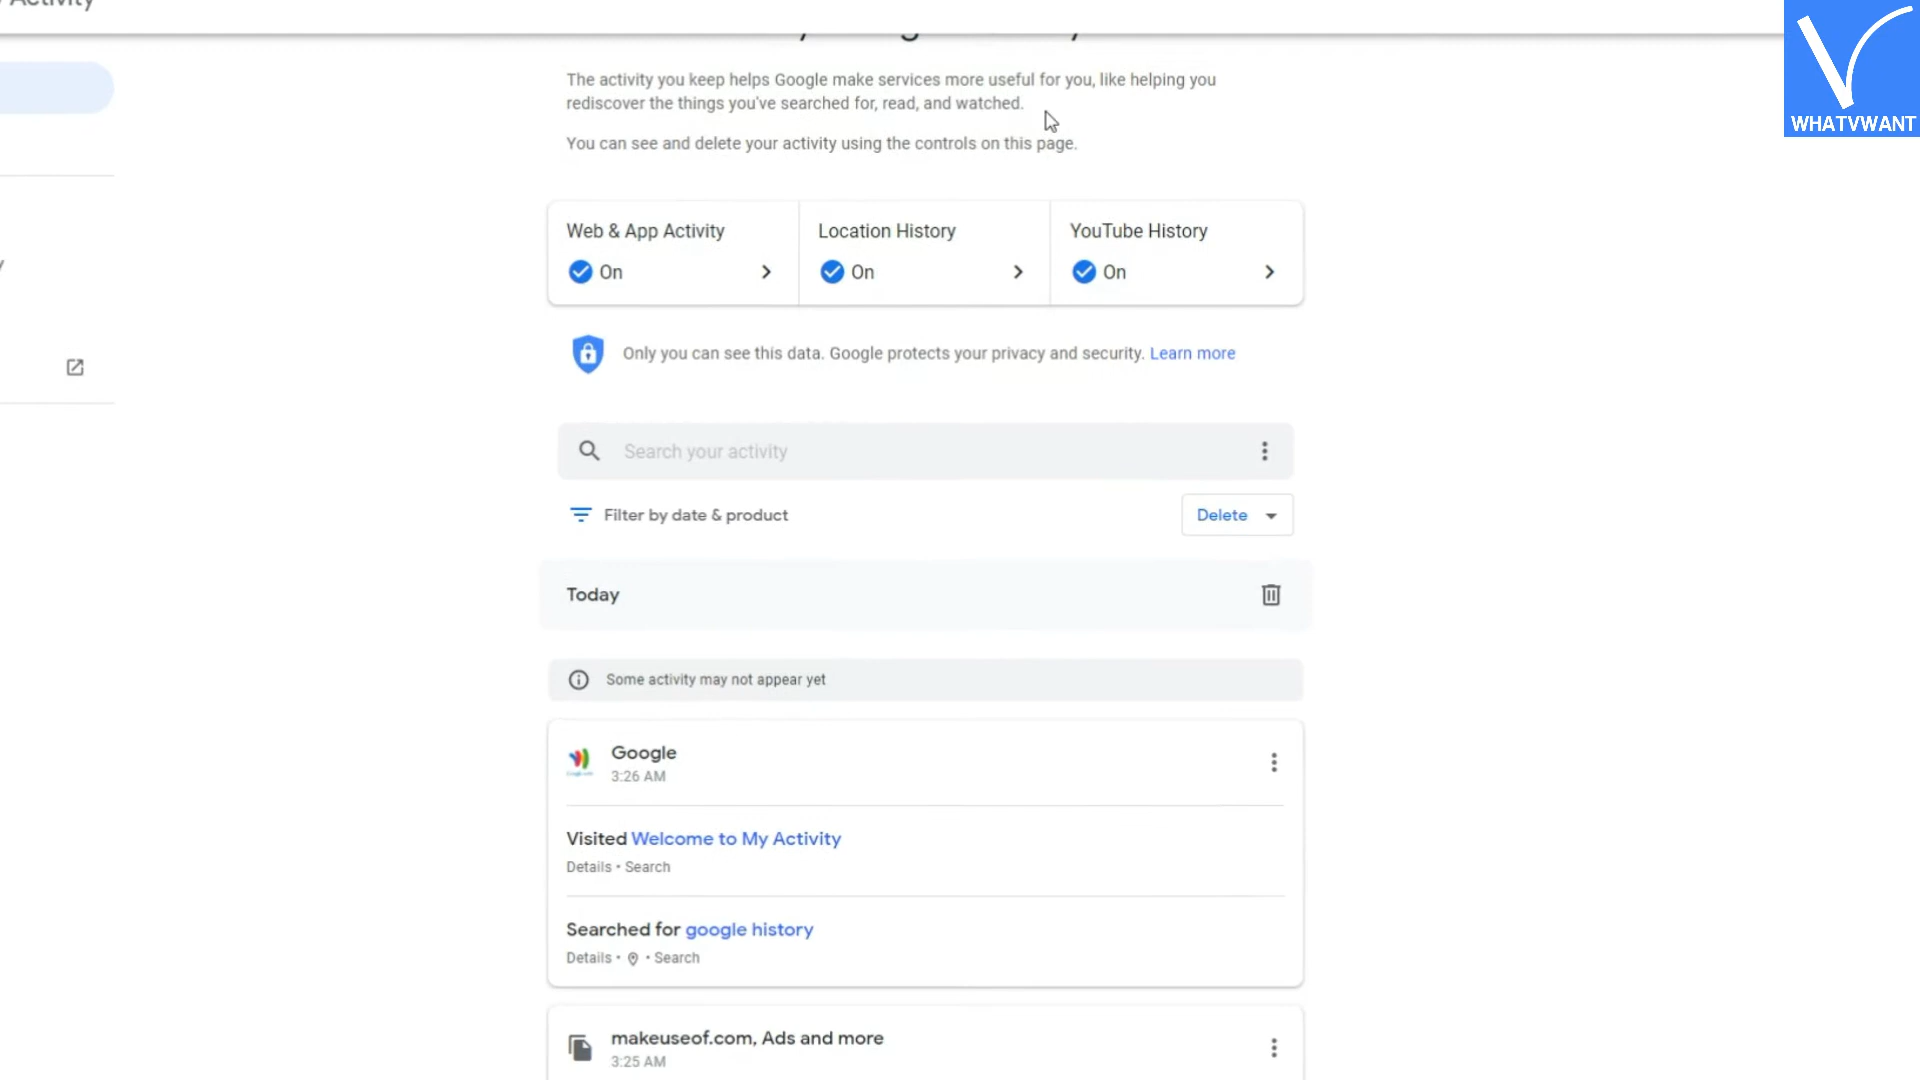 Activity
WHATVWANT
The activity you keep helps Google make services more useful for you, like helping you
rediscover the things you've searched for, read, and watched.
You can see and delete your activity using the controls on this page.
Web & App Activity
On
Location History
On
YouTube History
On
Only you can see this data. Google protects your privacy and security. Learn more
Search your activity
Filter by date & product
Delete
Today
Some activity may not appear yet
Google
3:26 AM
Visited Welcome to My Activity
Details • Search
Searched for google history
Details • • Search
makeuseof.com, Ads and more
3:25 AM